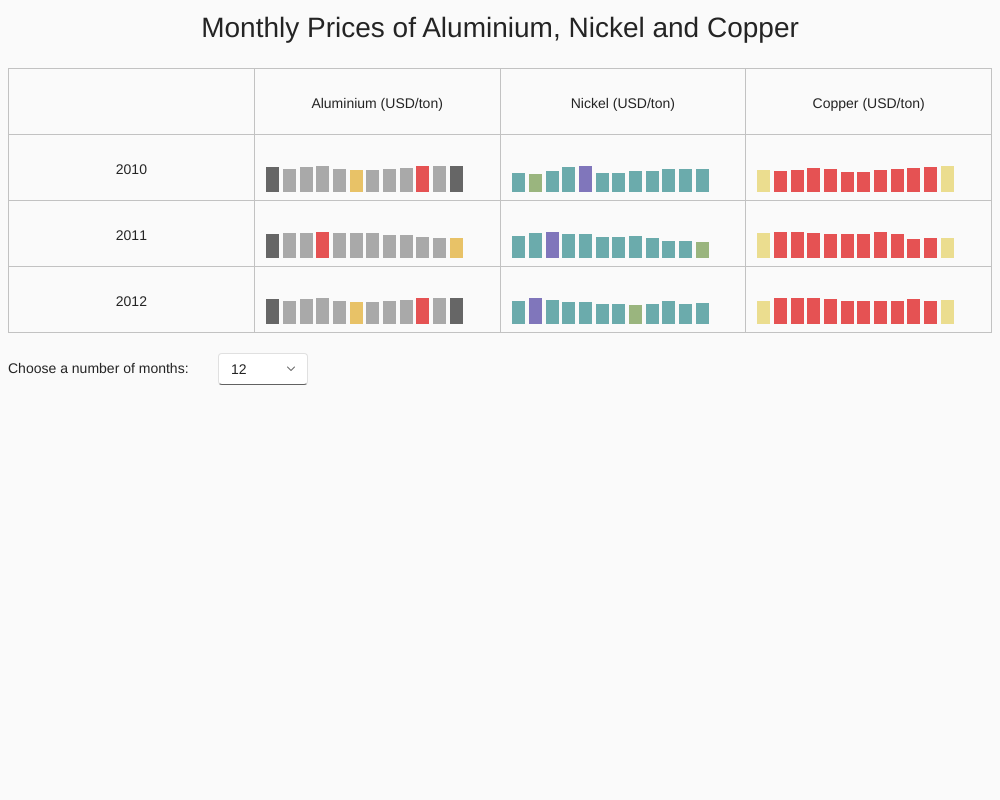 Monthly Prices of Aluminium, Nickel and Copper
Aluminium (USD/ton)
Nickel (USD/ton)
Copper (USD/ton)
2010
2011
2012
Choose a number of months:
12